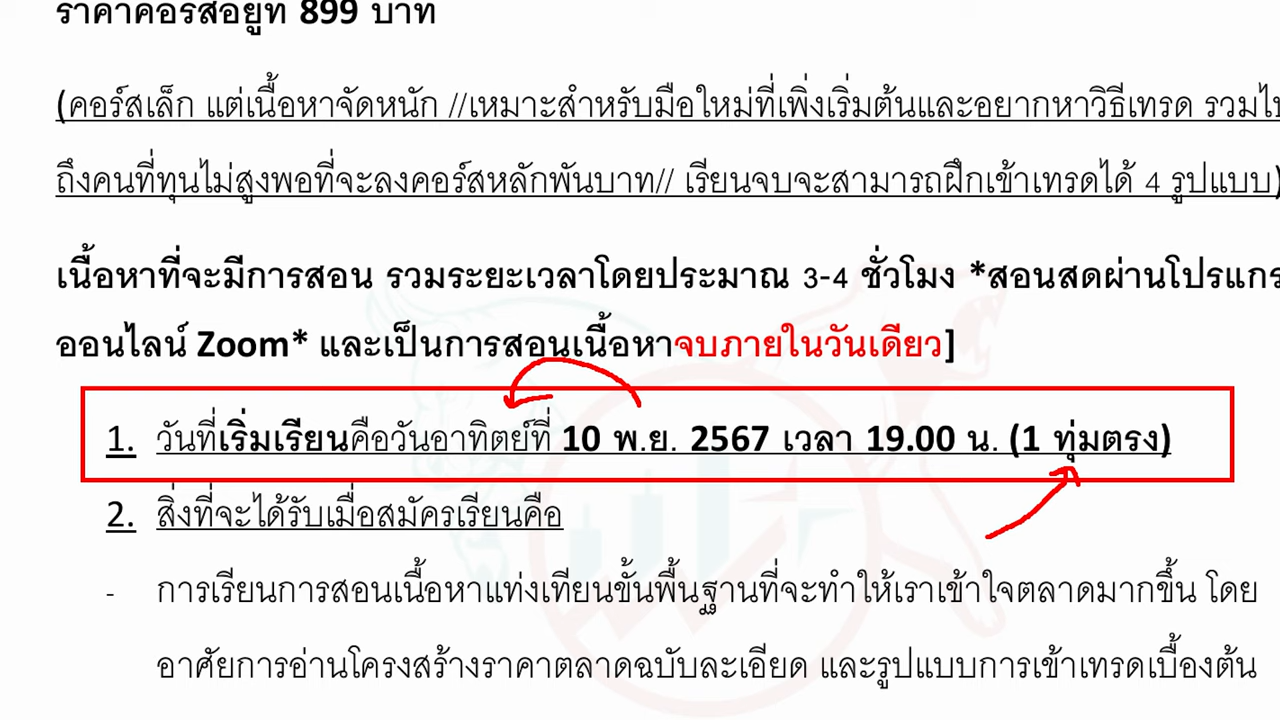 ราคาคอร์สอยู่ที่ 899 บาท
(คอร์สเล็ก แต่เนื้อหาจัดหนัก //เหมาะสำหรับมือใหม่ที่เพิ่งเริ่มต้นและอยากหาวิธีเทรด รวมไป
ถึงคนที่ทุนไม่สูงพอที่จะลงคอร์สหลักพันบาท// เรียนจบจะสามารถฝึกเข้าเทรดได้ 4 รูปแบบ)
เนื้อหาที่จะมีการสอน รวมระยะเวลาโดยประมาณ 3-4 ชั่วโมง *สอนสดผ่านโปรแกร
ออนไลน์ Zoom* และเป็นการสอนเนื้อหาจบภายในวันเดียว]
1. วันที่เริ่มเรียนคือวันอาทิตย์ที่ 10 พ.ย. 2567 เวลา 19.00 น. (1 ทุ่มตรง)
2. สิ่งที่จะได้รับเมื่อสมัครเรียนคือ
- การเรียนการสอนเนื้อหาแท่งเทียนขั้นพื้นฐานที่จะทำให้เราเข้าใจตลาดมากขึ้น โดย
อาศัยการอ่านโครงสร้างราคาตลาดฉบับละเอียด และรูปแบบการเข้าเทรดเบื้องต้น